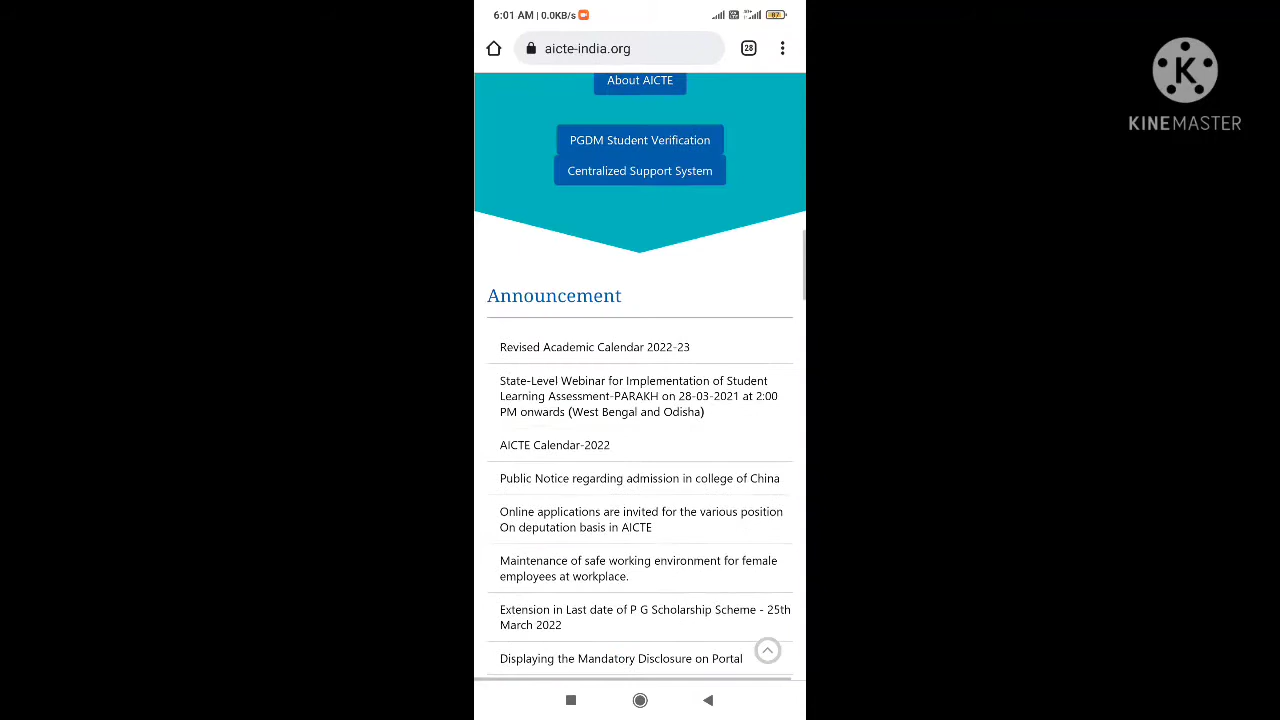 6:01 AM | 0.0KB/s
87
aicte-india.org
28
K
KINEMASTER
About AICTE
PGDM Student Verification
Centralized Support System
Announcement
Revised Academic Calendar 2022-23
State-Level Webinar for Implementation of Student
Learning Assessment-PARAKH on 28-03-2021 at 2:00
PM onwards (West Bengal and Odisha)
AICTE Calendar-2022
Public Notice regarding admission in college of China
Online applications are invited for the various position
On deputation basis in AICTE
Maintenance of safe working environment for female
employees at workplace.
Extension in Last date of P G Scholarship Scheme - 25th
March 2022
Displaying the Mandatory Disclosure on Portal